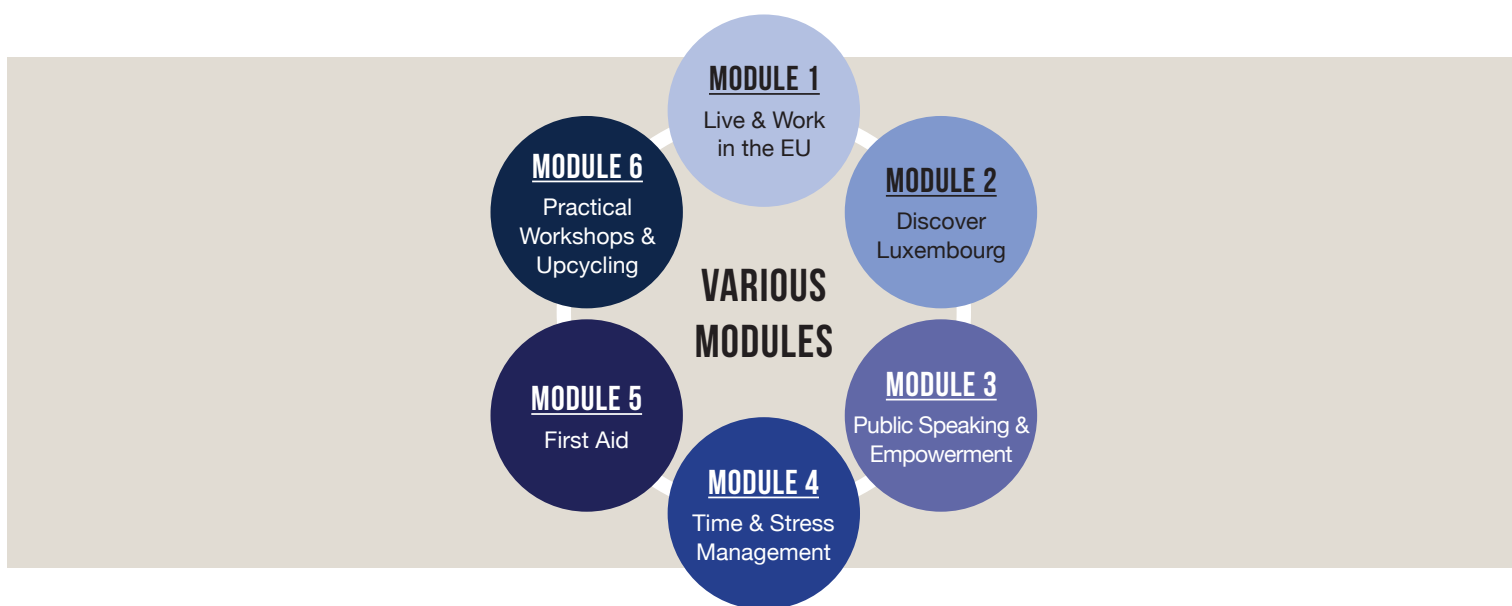 MODULE 1
Live & Work
in the EU
MODULE 2
Discover
Luxembourg
MODULE 3
Public Speaking &
Empowerment
MODULE 4
Time & Stress
Management
MODULE 5
First Aid
MODULE 6
Practical
Workshops &
Upcycling
VARIOUS
MODULES